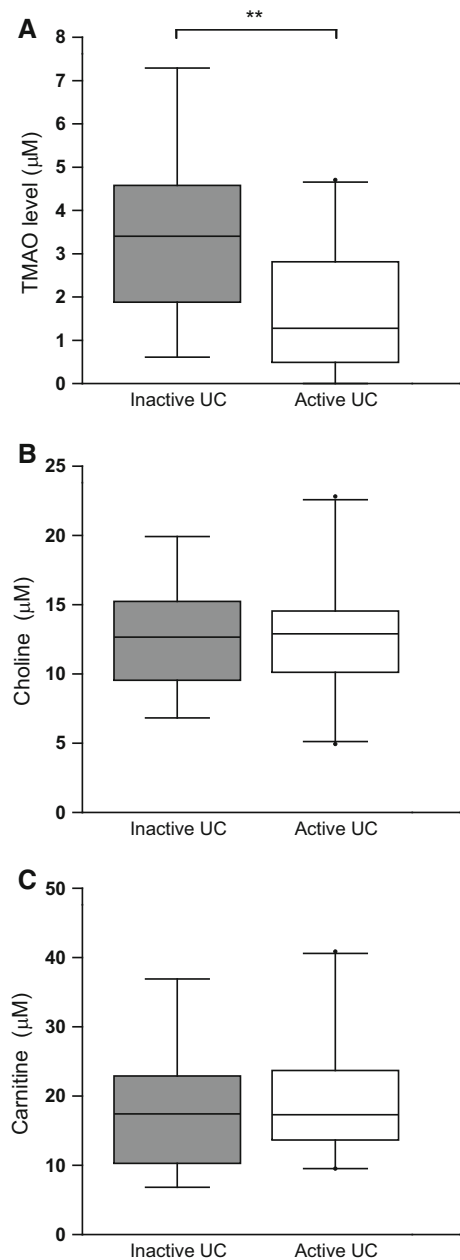 A
**
8
7
6
5
4
3
2
1
0
TMAO level (μM)
Inactive UC Active UC
B
25
20
15
10
5
0
Choline (μM)
Inactive UC Active UC
C
50
40
30
20
10
0
Carnitine (μM)
Inactive UC Active UC